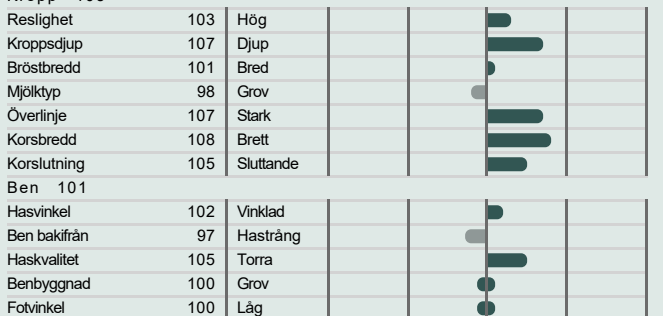 Reslighet 103 Hög
Kroppsdjup 107 Djup
Bröstbredd 101 Bred
Mjölktyp 98 Grov
Överlinje 107 Stark
Korsbredd 108 Brett
Korslutning 105 Sluttande
Ben 101
Hasvinkel 102 Vinklad
Ben bakifrån 97 Hastrång
Haskvalitet 105 Torra
Benbyggnad 100 Grov
Fotvinkel 100 Låg